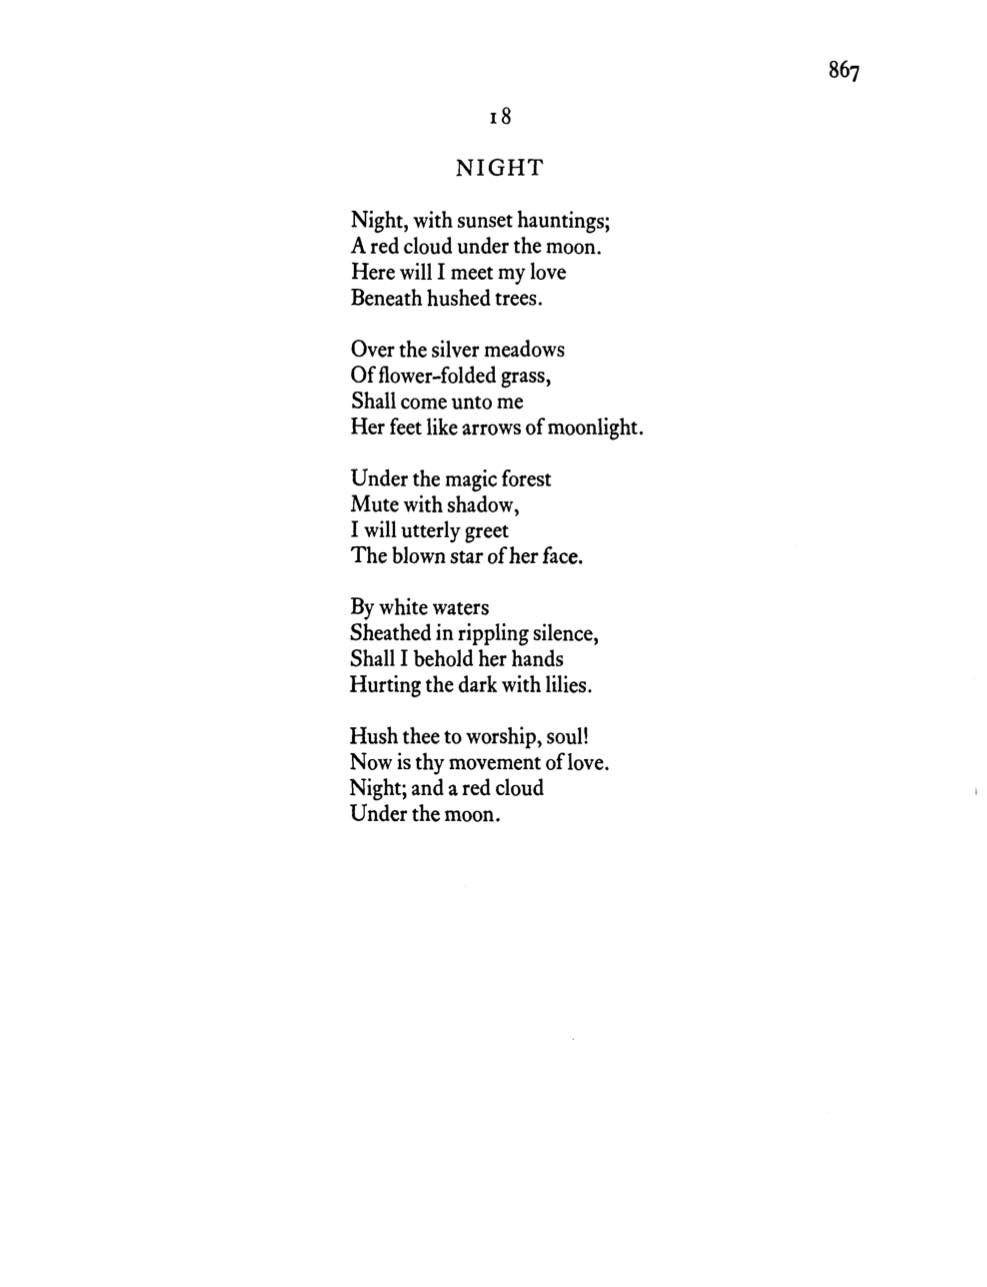 867
18
NIGHT
Night, with sunset hauntings;
A red cloud under the moon.
Here will I meet my love
Beneath hushed trees.
Over the silver meadows
Of flower-folded grass,
Shall come unto me
Her feet like arrows of moonlight.
Under the magic forest
Mute with shadow,
I will utterly greet
The blown star of her face.
By white waters
Sheathed in rippling silence,
Shall I behold her hands
Hurting the dark with lilies.
Hush thee to worship, soul!
Now is thy movement of love.
Night; and a red cloud
Under the moon.